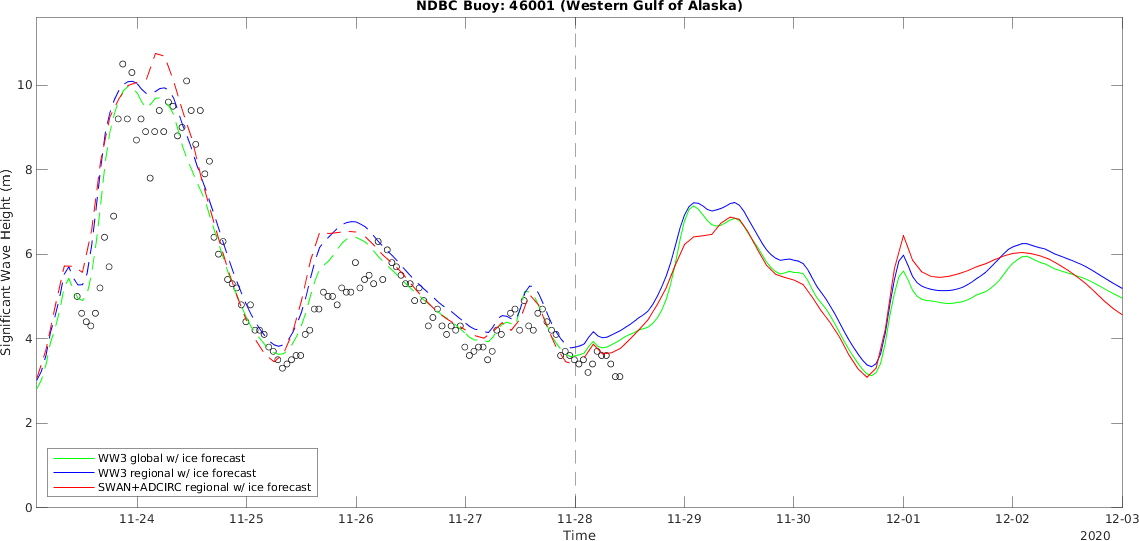 NDBC Buoy: 46001 (Western Gulf of Alaska)
Significant Wave Height (m)
10
8
6
4
2
0
WW3 global w/ ice forecast
WW3 regional w/ ice forecast
SWAN+ADCIRC regional w/ ice forecast
11-24 11-25 11-26 11-27 11-28 11-29 11-30 12-01 12-02 12-03
Time
2020